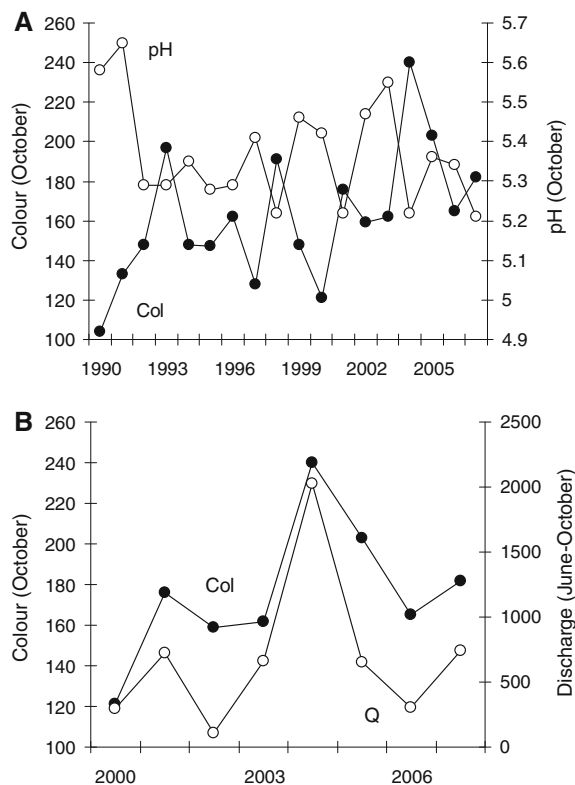 A
260
240
220
200
180
160
140
120
100
Colour (October)
5.7
5.6
5.5
5.4
5.3
5.2
5.1
5
4.9
pH (October)
pH
Col
1990 1993 1996 1999 2002 2005
B
260
240
220
200
180
160
140
120
100
Colour (October)
2500
2000
1500
1000
500
0
Discharge (June-October)
Col
Q
2000 2003 2006